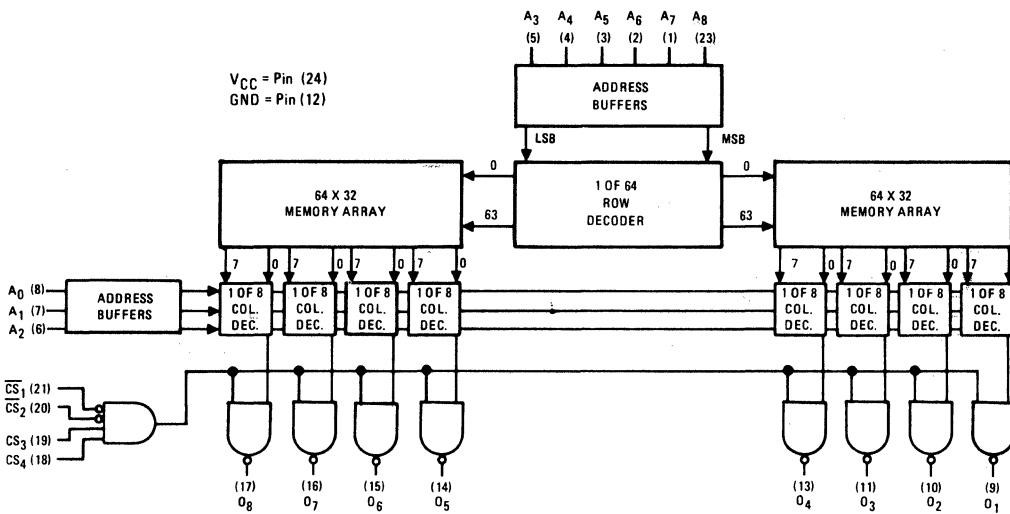 A3 A4 A5 A6 A7 A8
(5) (4) (3) (2) (1) (23)
VCC = Pin (24)
GND = Pin (12)
ADDRESS
BUFFERS
LSB MSB
64 X 32
MEMORY ARRAY
0
63
1 OF 64
ROW
DECODER
0
63
64 X 32
MEMORY ARRAY
7 0 7 0 7 0 7 0
7 0 7 0 7 0 7
A0 (8)
A1 (7)
A2 (6)
ADDRESS
BUFFERS
1 OF 8
COL.
DEC.
1 OF 8
COL.
DEC.
1 OF 8
COL.
DEC.
1 OF 8
COL.
DEC.
1 OF 8
COL.
DEC.
1 OF 8
COL.
DEC.
1 OF 8
COL.
DEC.
1 OF 8
COL.
DEC.
C̅S̅1 (21)
C̅S̅2 (20)
CS3 (19)
CS4 (18)
(17) (16) (15) (14) (13) (11) (10) (9)
O8 O7 O6 O5 O4 O3 O2 O1